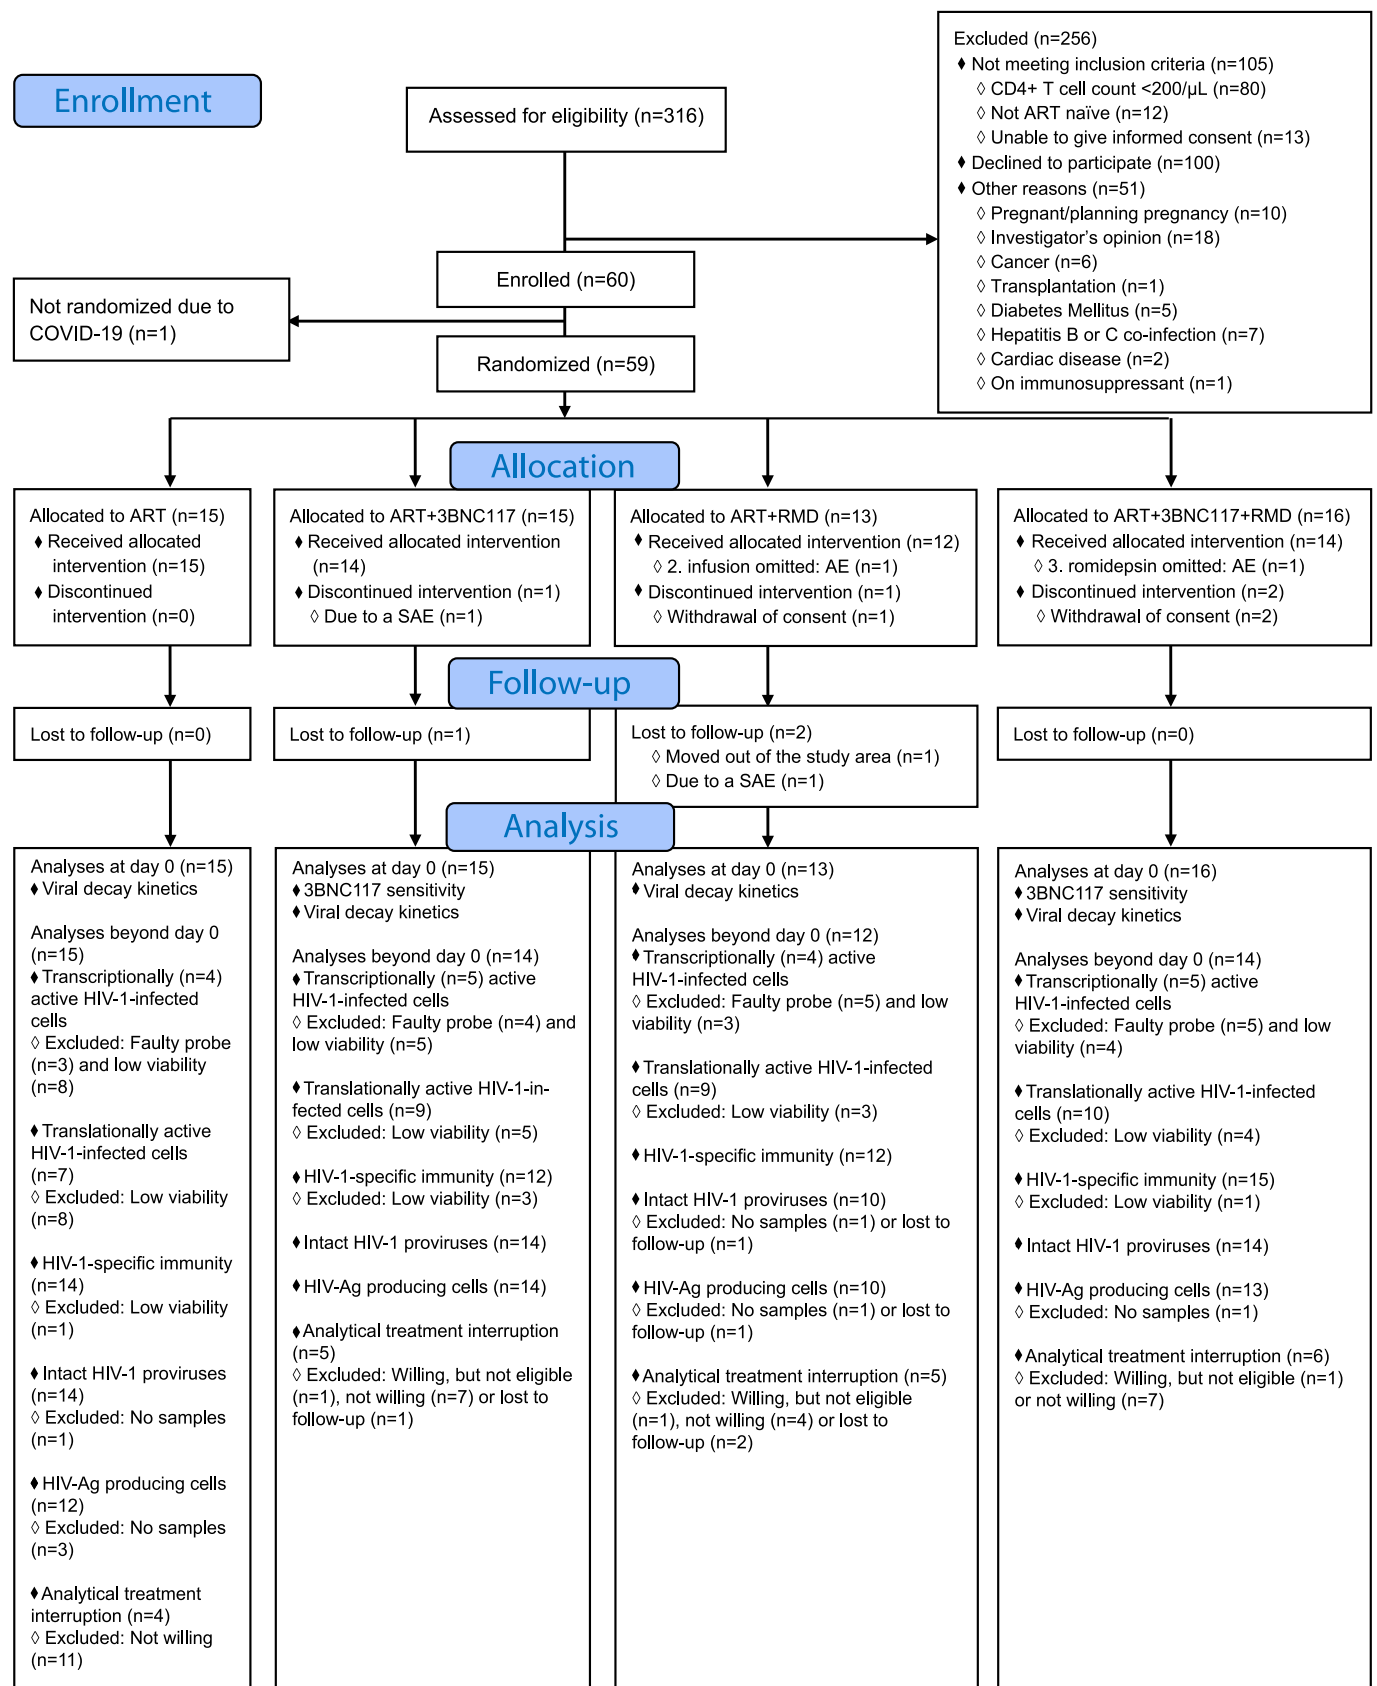 Enrollment
Assessed for eligibility (n=316)
Excluded (n=256)
♦ Not meeting inclusion criteria (n=105)
◊ CD4+ T cell count <200/µL (n=80)
◊ Not ART naïve (n=12)
◊ Unable to give informed consent (n=13)
♦ Declined to participate (n=100)
♦ Other reasons (n=51)
◊ Pregnant/planning pregnancy (n=10)
◊ Investigator's opinion (n=18)
◊ Cancer (n=6)
◊ Transplantation (n=1)
◊ Diabetes Mellitus (n=5)
◊ Hepatitis B or C co-infection (n=7)
◊ Cardiac disease (n=2)
◊ On immunosuppressant (n=1)
Enrolled (n=60)
Not randomized due to
COVID-19 (n=1)
Randomized (n=59)
Allocation
Allocated to ART (n=15)
♦ Received allocated
intervention (n=15)
♦ Discontinued
intervention (n=0)
Allocated to ART+3BNC117 (n=15)
♦ Received allocated intervention
(n=14)
♦ Discontinued intervention (n=1)
◊ Due to a SAE (n=1)
Allocated to ART+RMD (n=13)
♦ Received allocated intervention (n=12)
◊ 2. infusion omitted: AE (n=1)
♦ Discontinued intervention (n=1)
◊ Withdrawal of consent (n=1)
Allocated to ART+3BNC117+RMD (n=16)
♦ Received allocated intervention (n=14)
◊ 3. romidepsin omitted: AE (n=1)
♦ Discontinued intervention (n=2)
◊ Withdrawal of consent (n=2)
Follow-up
Lost to follow-up (n=0)
Lost to follow-up (n=1)
Lost to follow-up (n=2)
◊ Moved out of the study area (n=1)
◊ Due to a SAE (n=1)
Lost to follow-up (n=0)
Analysis
Analyses at day 0 (n=15)
♦ Viral decay kinetics
Analyses beyond day 0
(n=15)
♦ Transcriptionally (n=4)
active HIV-1-infected
cells
◊ Excluded: Faulty probe
(n=3) and low viability
(n=8)
♦ Translationally active
HIV-1-infected cells
(n=7)
◊ Excluded: Low viability
(n=8)
♦ HIV-1-specific immunity
(n=14)
◊ Excluded: Low viability
(n=1)
♦ Intact HIV-1 proviruses
(n=14)
◊ Excluded: No samples
(n=1)
♦ HIV-Ag producing cells
(n=12)
◊ Excluded: No samples
(n=3)
♦ Analytical treatment
interruption (n=4)
◊ Excluded: Not willing
(n=11)
Analyses at day 0 (n=15)
♦ 3BNC117 sensitivity
♦ Viral decay kinetics
Analyses beyond day 0 (n=14)
♦ Transcriptionally (n=5) active
HIV-1-infected cells
◊ Excluded: Faulty probe (n=4) and
low viability (n=5)
♦ Translationally active HIV-1-in-
fected cells (n=9)
◊ Excluded: Low viability (n=5)
♦ HIV-1-specific immunity (n=12)
◊ Excluded: Low viability (n=3)
♦ Intact HIV-1 proviruses (n=14)
♦ HIV-Ag producing cells (n=14)
♦ Analytical treatment interruption
(n=5)
◊ Excluded: Willing, but not eligible
(n=1), not willing (n=7) or lost to
follow-up (n=1)
Analyses at day 0 (n=13)
♦ Viral decay kinetics
Analyses beyond day 0 (n=12)
♦ Transcriptionally (n=4) active
HIV-1-infected cells
◊ Excluded: Faulty probe (n=5) and low
viability (n=3)
♦ Translationally active HIV-1-infected
cells (n=9)
◊ Excluded: Low viability (n=3)
♦ HIV-1-specific immunity (n=12)
♦ Intact HIV-1 proviruses (n=10)
◊ Excluded: No samples (n=1) or lost to
follow-up (n=1)
♦ HIV-Ag producing cells (n=10)
◊ Excluded: No samples (n=1) or lost to
follow-up (n=1)
♦ Analytical treatment interruption (n=5)
◊ Excluded: Willing, but not eligible
(n=1), not willing (n=4) or lost to
follow-up (n=2)
Analyses at day 0 (n=16)
♦ 3BNC117 sensitivity
♦ Viral decay kinetics
Analyses beyond day 0 (n=14)
♦ Transcriptionally (n=5) active
HIV-1-infected cells
◊ Excluded: Faulty probe (n=5) and low
viability (n=4)
♦ Translationally active HIV-1-infected
cells (n=10)
◊ Excluded: Low viability (n=4)
♦ HIV-1-specific immunity (n=15)
◊ Excluded: Low viability (n=1)
♦ Intact HIV-1 proviruses (n=14)
♦ HIV-Ag producing cells (n=13)
◊ Excluded: No samples (n=1)
♦ Analytical treatment interruption (n=6)
◊ Excluded: Willing, but not eligible (n=1)
or not willing (n=7)